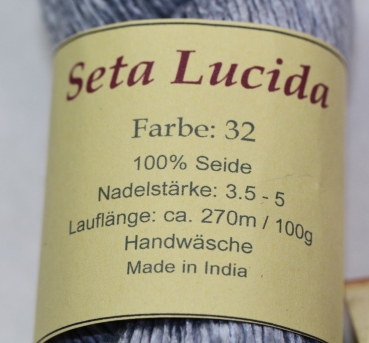 Seta Lucida
Farbe: 32
100% Seide
Nadelstärke: 3.5 - 5
Lauflänge: ca. 270m / 100g
Handwäsche
Made in India